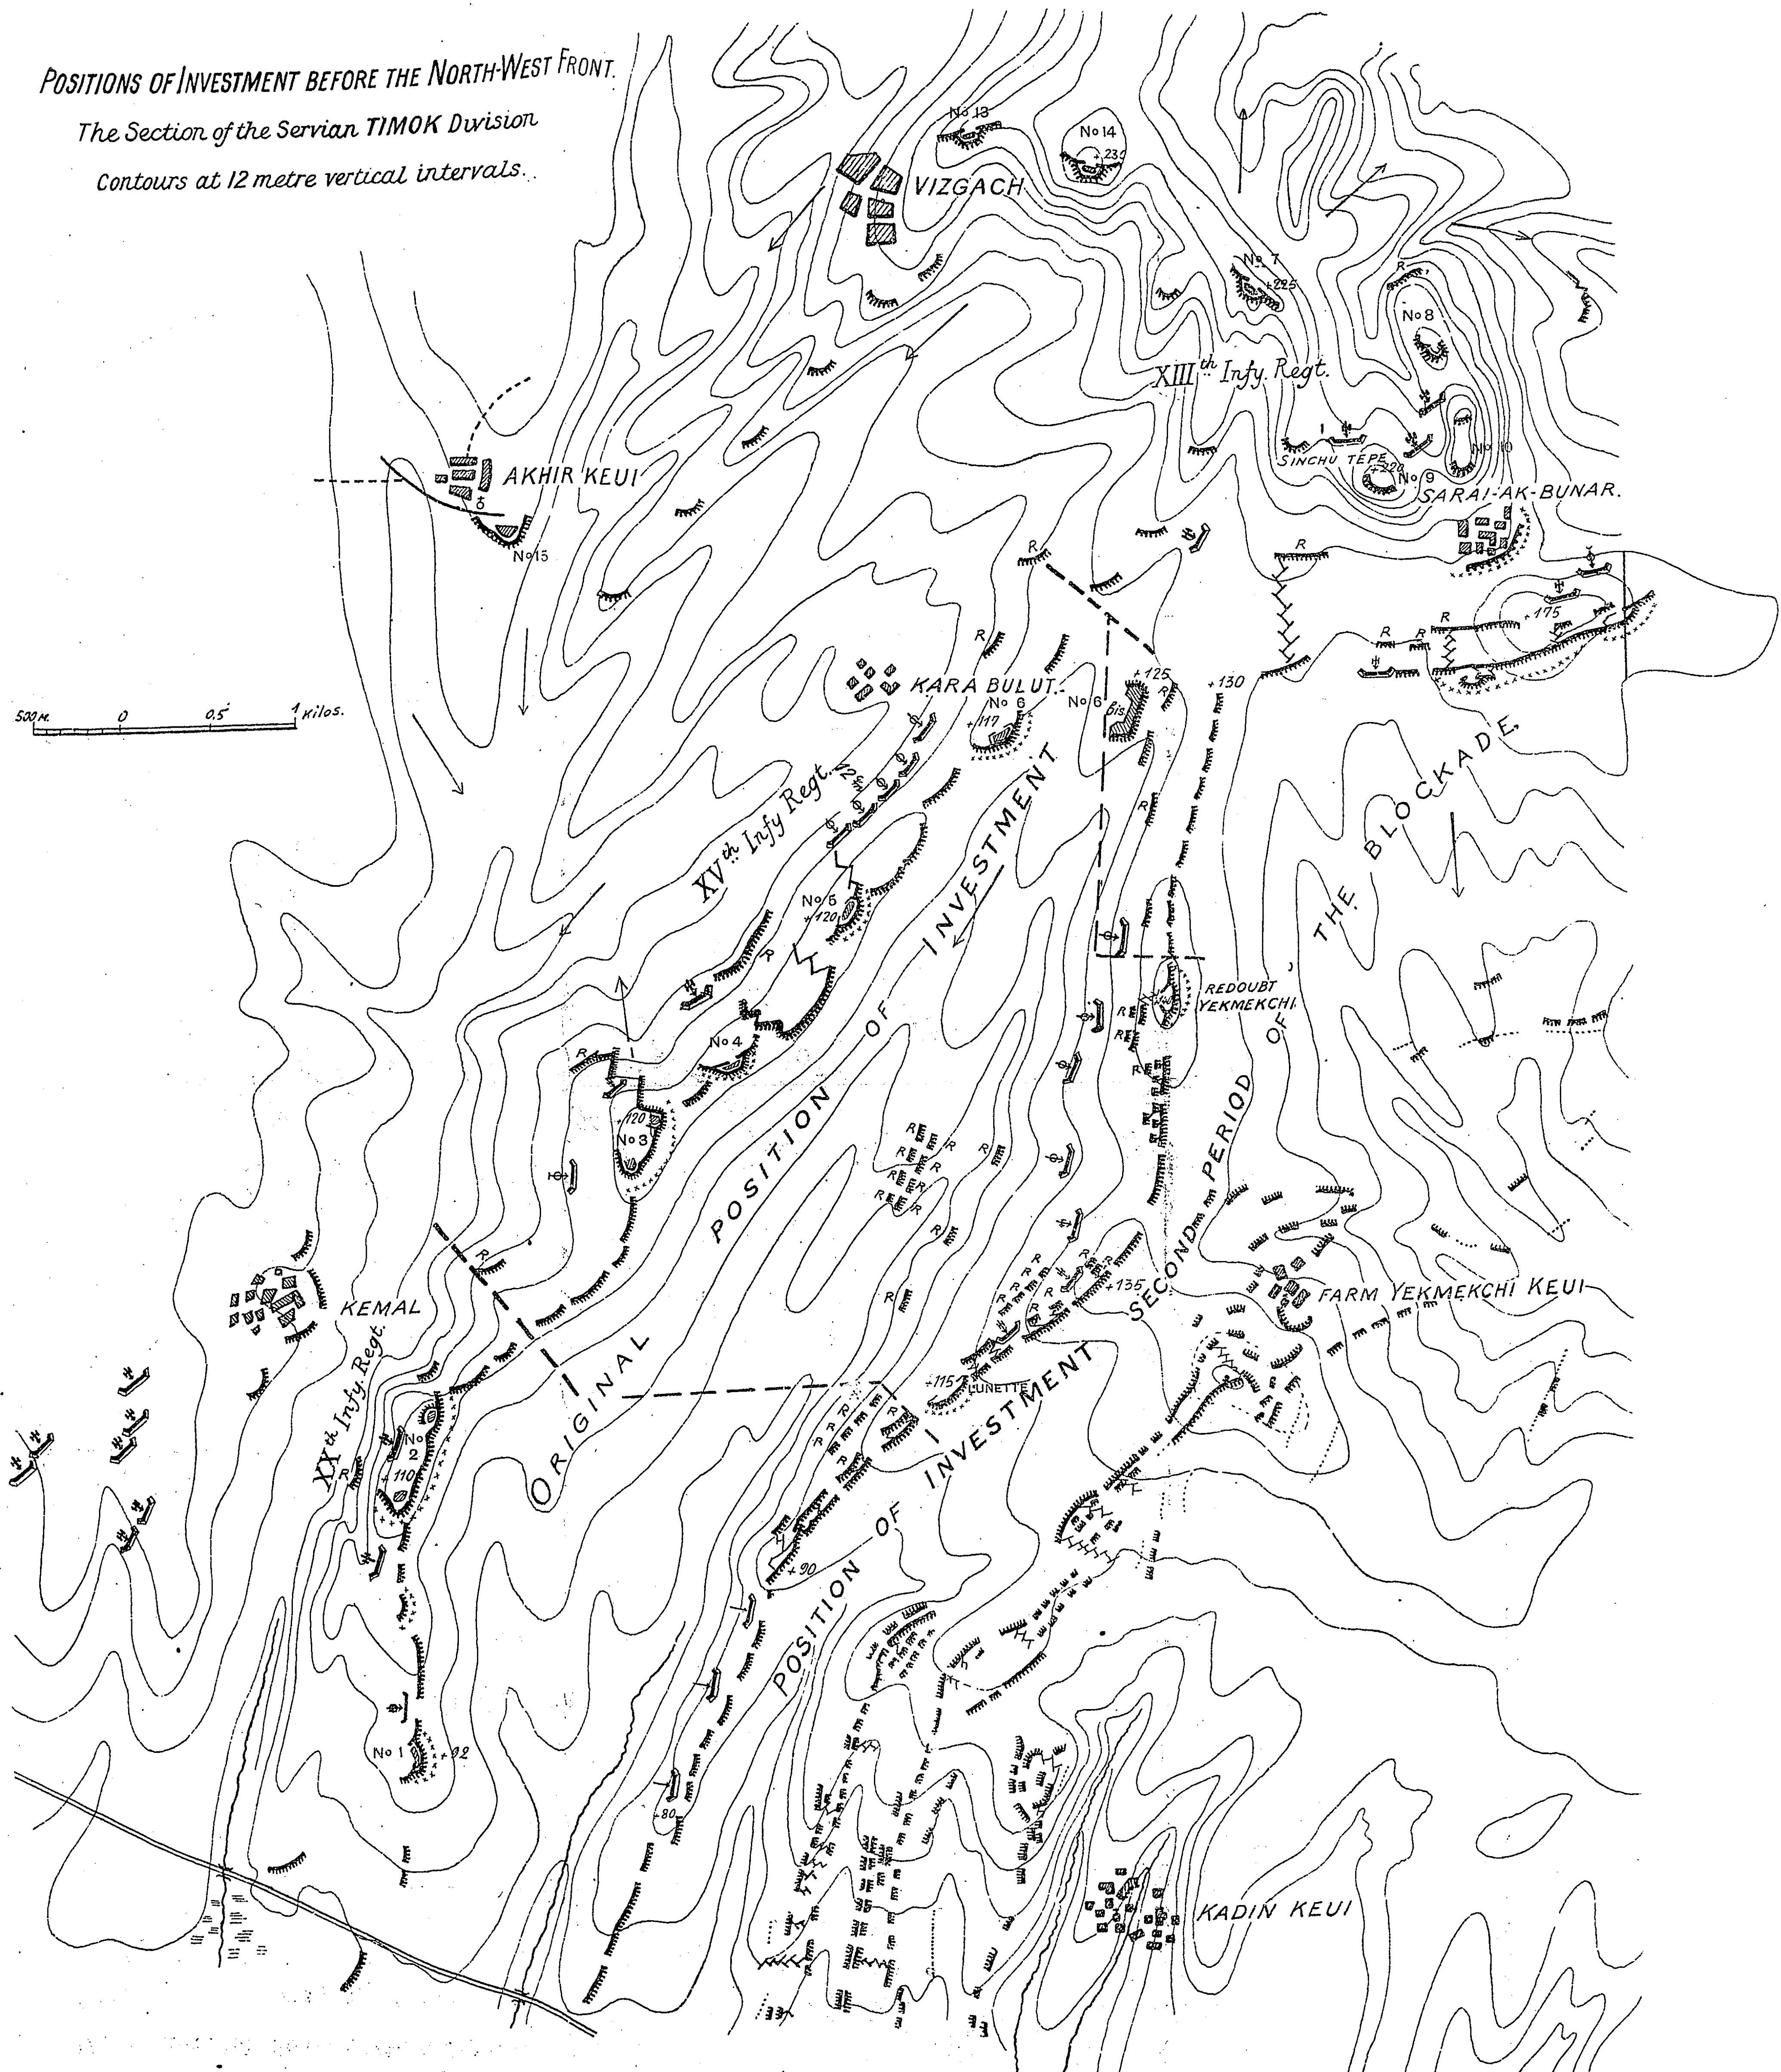 POSITIONS OF INVESTMENT BEFORE THE NORTH-WEST FRONT.
The Section of the Servian TIMOK Division
Contours at 12 metre vertical intervals.
No 13
No 14
+ 230
VIZGACH
No. 7
+225
R
No 8
XIIIth Infy. Regt.
AKHIR KEUI
No 15
SINCHU TEPE
+220
No 9
No 10
SARAI-AK-BUNAR.
R
R
+175
R
R
R
R
KARA BULUT.
No 6
+117
No 6 bis
+125
R
+130
500 M. 0 0.5 1 Kilos.
XVth Infy Regt.
R
No 5
+120
R
REDOUBT
YEKMEKCHI
R
No 4
+120
No 3
ORIGINAL POSITION OF INVESTMENT
POSITION OF INVESTMENT SECOND PERIOD OF THE BLOCKADE.
R
R
R
R
KEMAL
+135
FARM YEKMEKCHI KEUI
+115
LUNETTE
XXth Infy. Regt.
R
No 2
+110
+90
No 1
+92
+80
KADIN KEUI